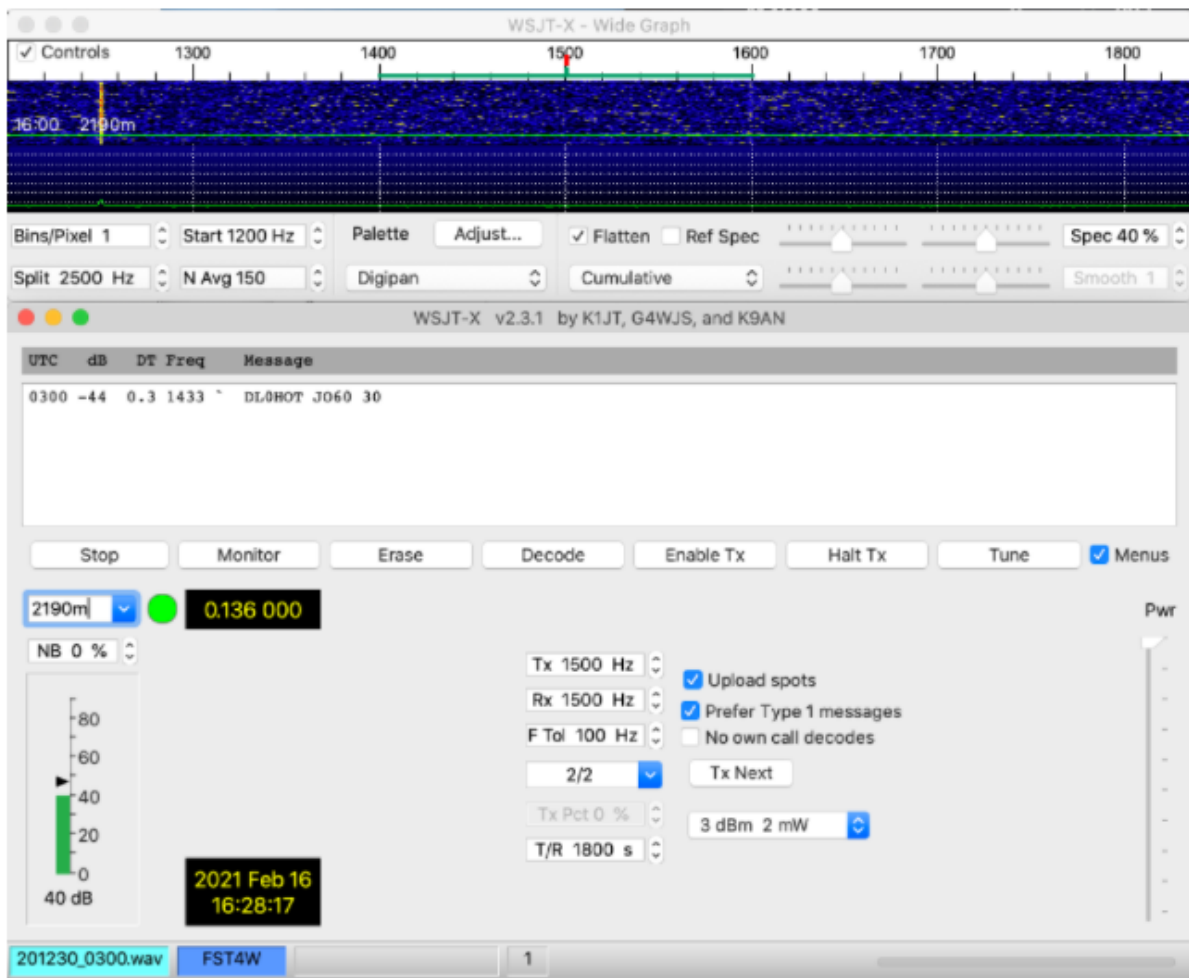 WSJT-X - Wide Graph
Controls 1300 1400 1500 1600 1700 1800
16:00 2190m
Bins/Pixel 1 Start 1200 Hz Palette Adjust... Flatten Ref Spec Spec 40 %
Split 2500 Hz N Avg 150 Digipan Cumulative Smooth 1
WSJT-X v2.3.1 by K1JT, G4WJS, and K9AN
UTC dB DT Freq Message
0300 -44 0.3 1433 ` DL0HOT JO60 30
Stop Monitor Erase Decode Enable Tx Halt Tx Tune Menus
2190m 0.136 000 Pwr
NB 0 %
Tx 1500 Hz Upload spots
Rx 1500 Hz Prefer Type 1 messages
F Tol 100 Hz No own call decodes
2/2 Tx Next
Tx Pct 0 % 3 dBm 2 mW
T/R 1800 s
80
60
40
20
0
40 dB
2021 Feb 16
16:28:17
201230_0300.wav FST4W 1